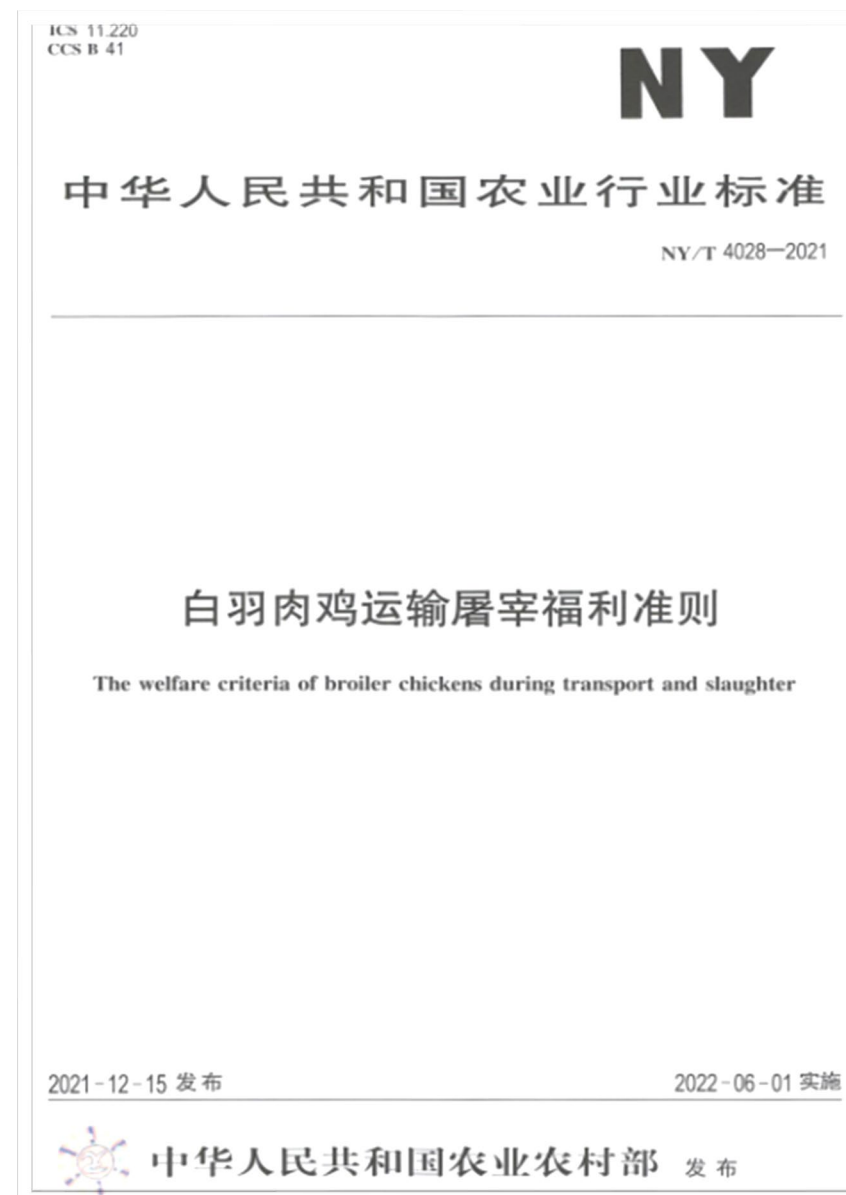 ICS 11.220
CCS B 41
NY
中华人民共和国农业行业标准
NY/T 4028—2021
白羽肉鸡运输屠宰福利准则
The welfare criteria of broiler chickens during transport and slaughter
2021-12-15 发布
2022-06-01 实施
中华人民共和国农业农村部 发布